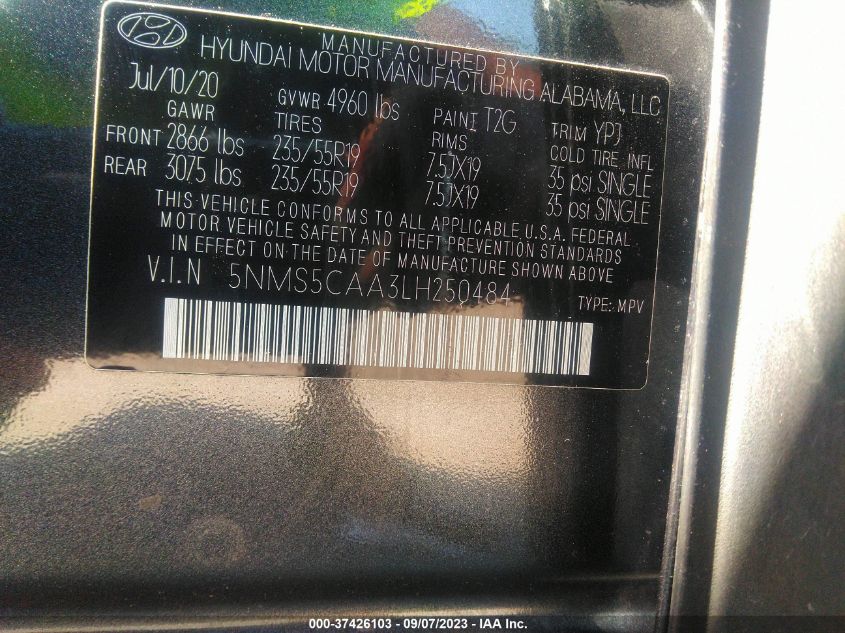 MANUFACTURED BY
HYUNDAI MOTOR MANUFACTURING ALABAMA, LLC
Jul/10/20 GVWR 4960 lbs PAINT T2G TRIM YPJ
GAWR TIRES RIMS COLD TIRE INFL
FRONT 2866 lbs 235/55R19 7.5JX19 35 psi SINGLE
REAR 3075 lbs 235/55R19 7.5JX19 35 psi SINGLE
THIS VEHICLE CONFORMS TO ALL APPLICABLE U.S.A. FEDERAL
MOTOR VEHICLE SAFETY AND THEFT PREVENTION STANDARDS
IN EFFECT ON THE DATE OF MANUFACTURE SHOWN ABOVE
V.I.N 5NMS5CAA3LH250484 TYPE: MPV
000-37426103 - 09/07/2023 - IAA Inc.